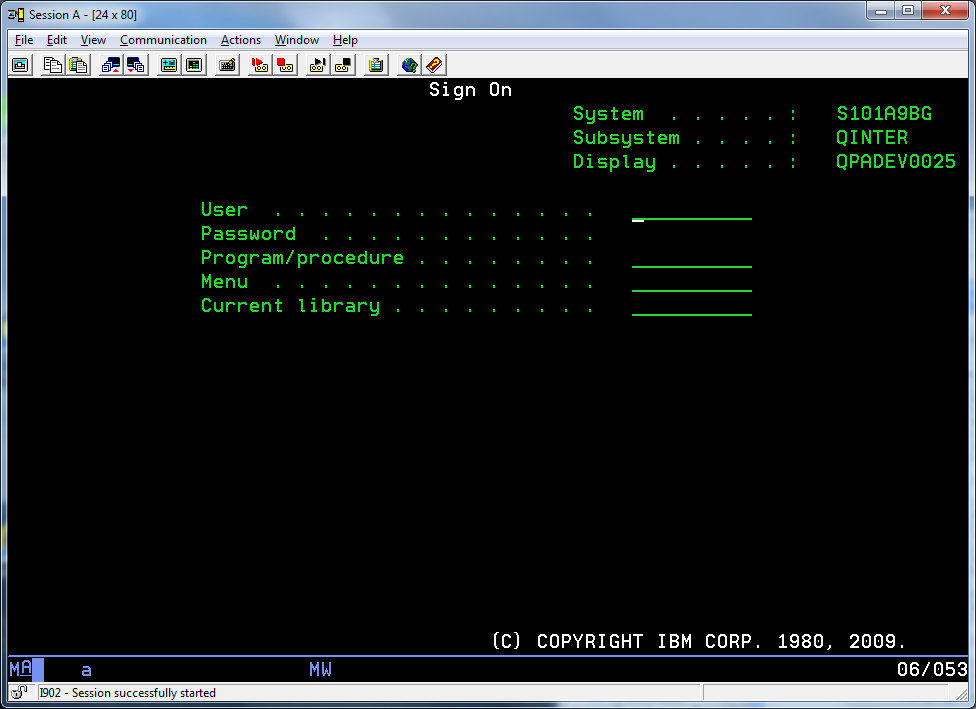 Session A - [24 x 80]
File Edit View Communication Actions Window Help
Sign On
System . . . . . : S101A9BG
Subsystem . . . . : QINTER
Display . . . . . : QPADEV0025
User . . . . . . . . . . . . . .
Password . . . . . . . . . . . .
Program/procedure . . . . . . . .
Menu . . . . . . . . . . . . . .
Current library . . . . . . . . .
(C) COPYRIGHT IBM CORP. 1980, 2009.
MA a MW 06/053
I902 - Session successfully started